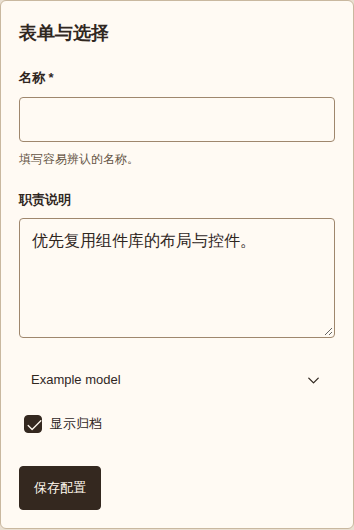 表单与选择
名称 *
填写容易辨认的名称。
职责说明
优先复用组件库的布局与控件。
Example model
显示归档
保存配置